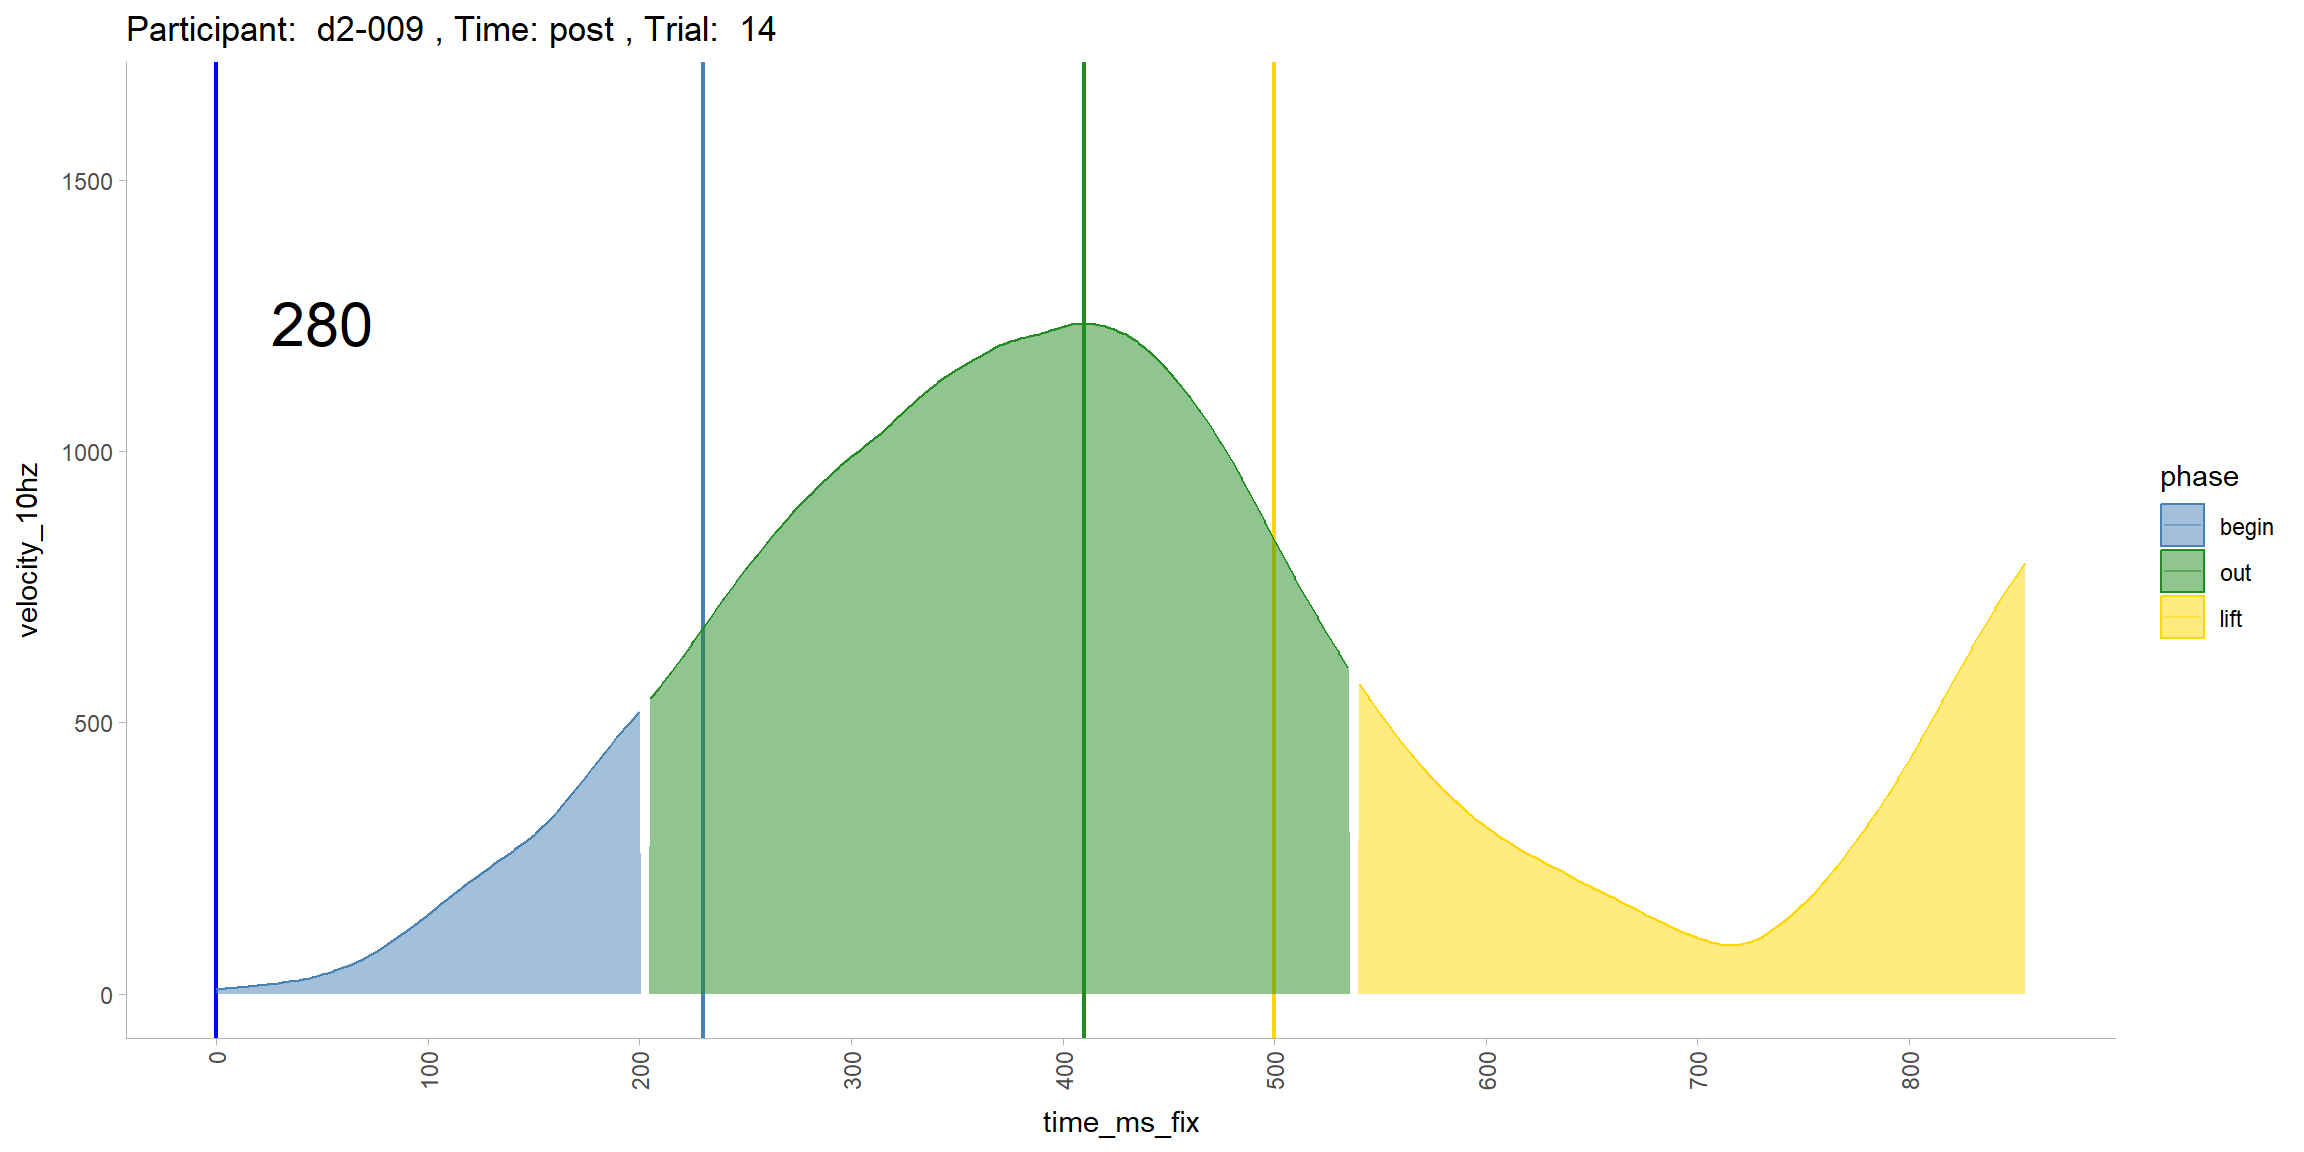 Participant:  d2-009 , Time: post , Trial:  14
1500
1000
500
0
280
velocity_10hz
0 100 200 300 400 500 600 700 800
time_ms_fix
phase
begin
out
lift